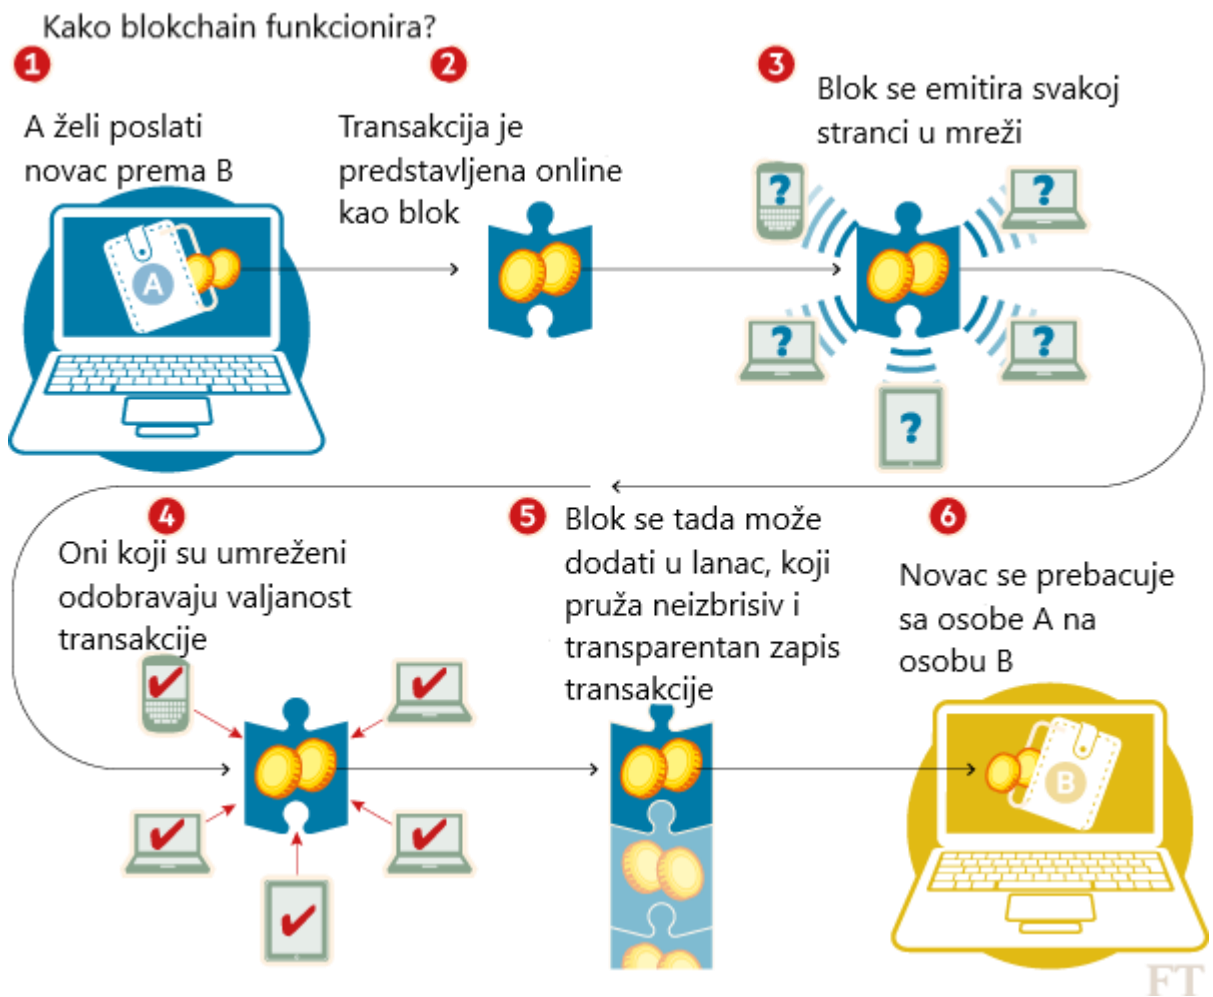 Kako blokchain funkcionira?
1
A želi poslati
novac prema B
A
2
Transakcija je
predstavljena online
kao blok
3
Blok se emitira svakoj
stranci u mreži
?
?
?
?
?
4
Oni koji su umreženi
odobravaju valjanost
transakcije
5
Blok se tada može
dodati u lanac, koji
pruža neizbrisiv i
transparentan zapis
transakcije
6
Novac se prebacuje
sa osobe A na
osobu B
B
FT